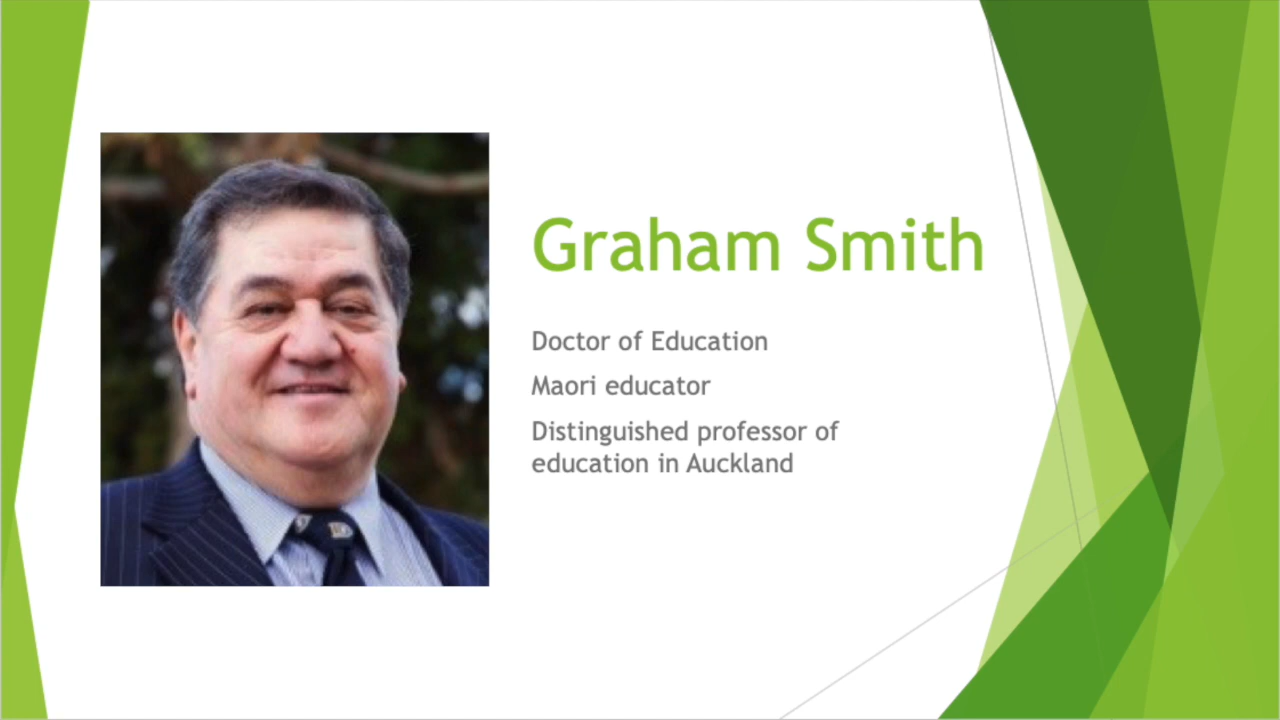 Graham Smith
Doctor of Education
Maori educator
Distinguished professor of
education in Auckland